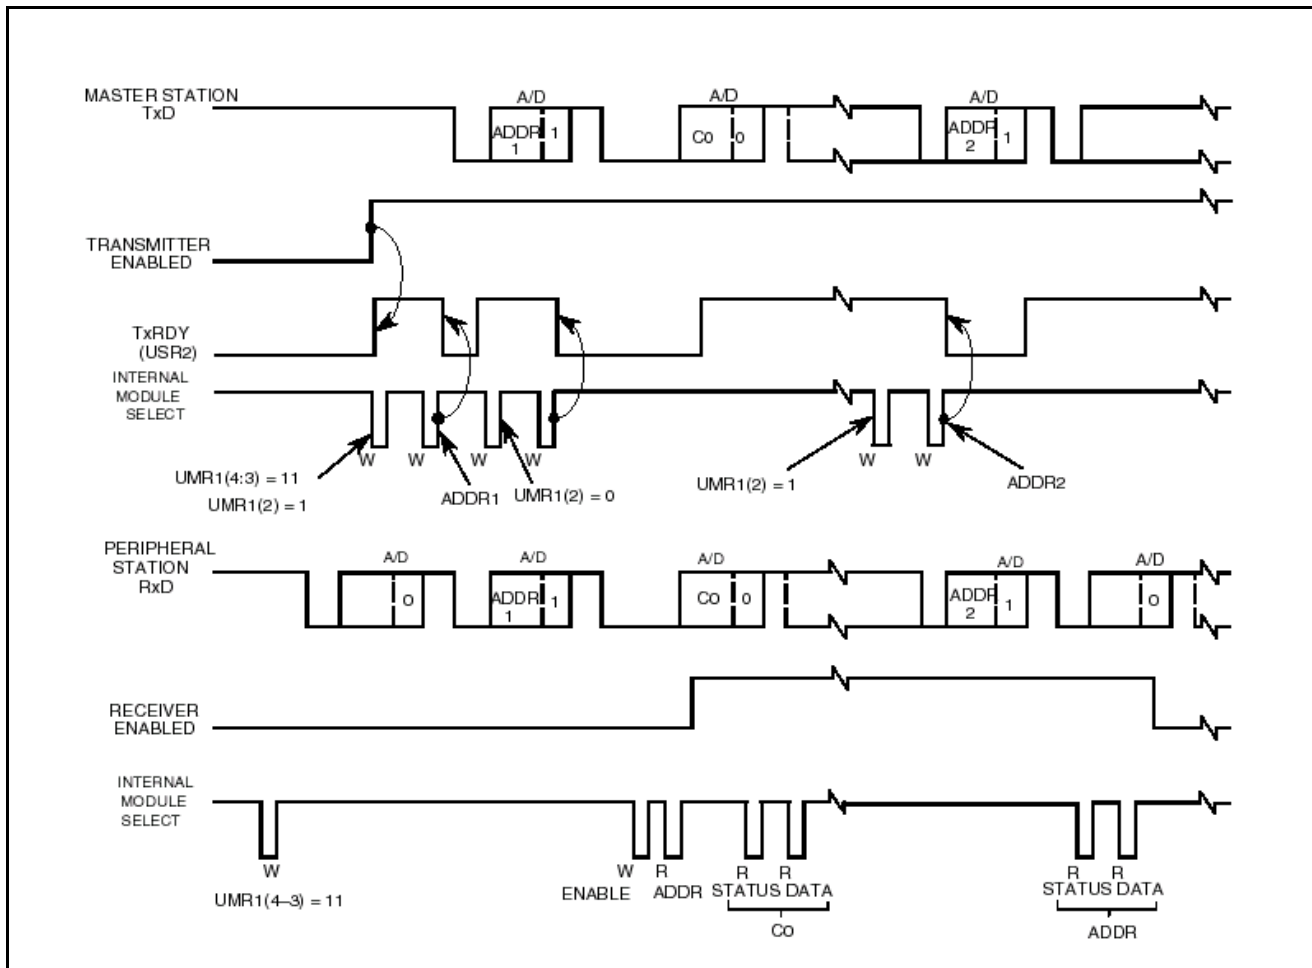 A/D A/D A/D
MASTER STATION
TxD
ADDR 1 1
C0 0
ADDR 2 1
TRANSMITTER
ENABLED
TxRDY
(USR2)
INTERNAL
MODULE
SELECT
W W W W W W
UMR1(4:3) = 11
UMR1(2) = 1
ADDR1
UMR1(2) = 0
UMR1(2) = 1
ADDR2
PERIPHERAL
STATION
RxD
A/D A/D A/D A/D A/D
0
ADDR 1 1
C0 0
ADDR 2 1
0
RECEIVER
ENABLED
INTERNAL
MODULE
SELECT
W W R R R R R
UMR1(4–3) = 11
ENABLE ADDR STATUS DATA STATUS DATA
C0 ADDR